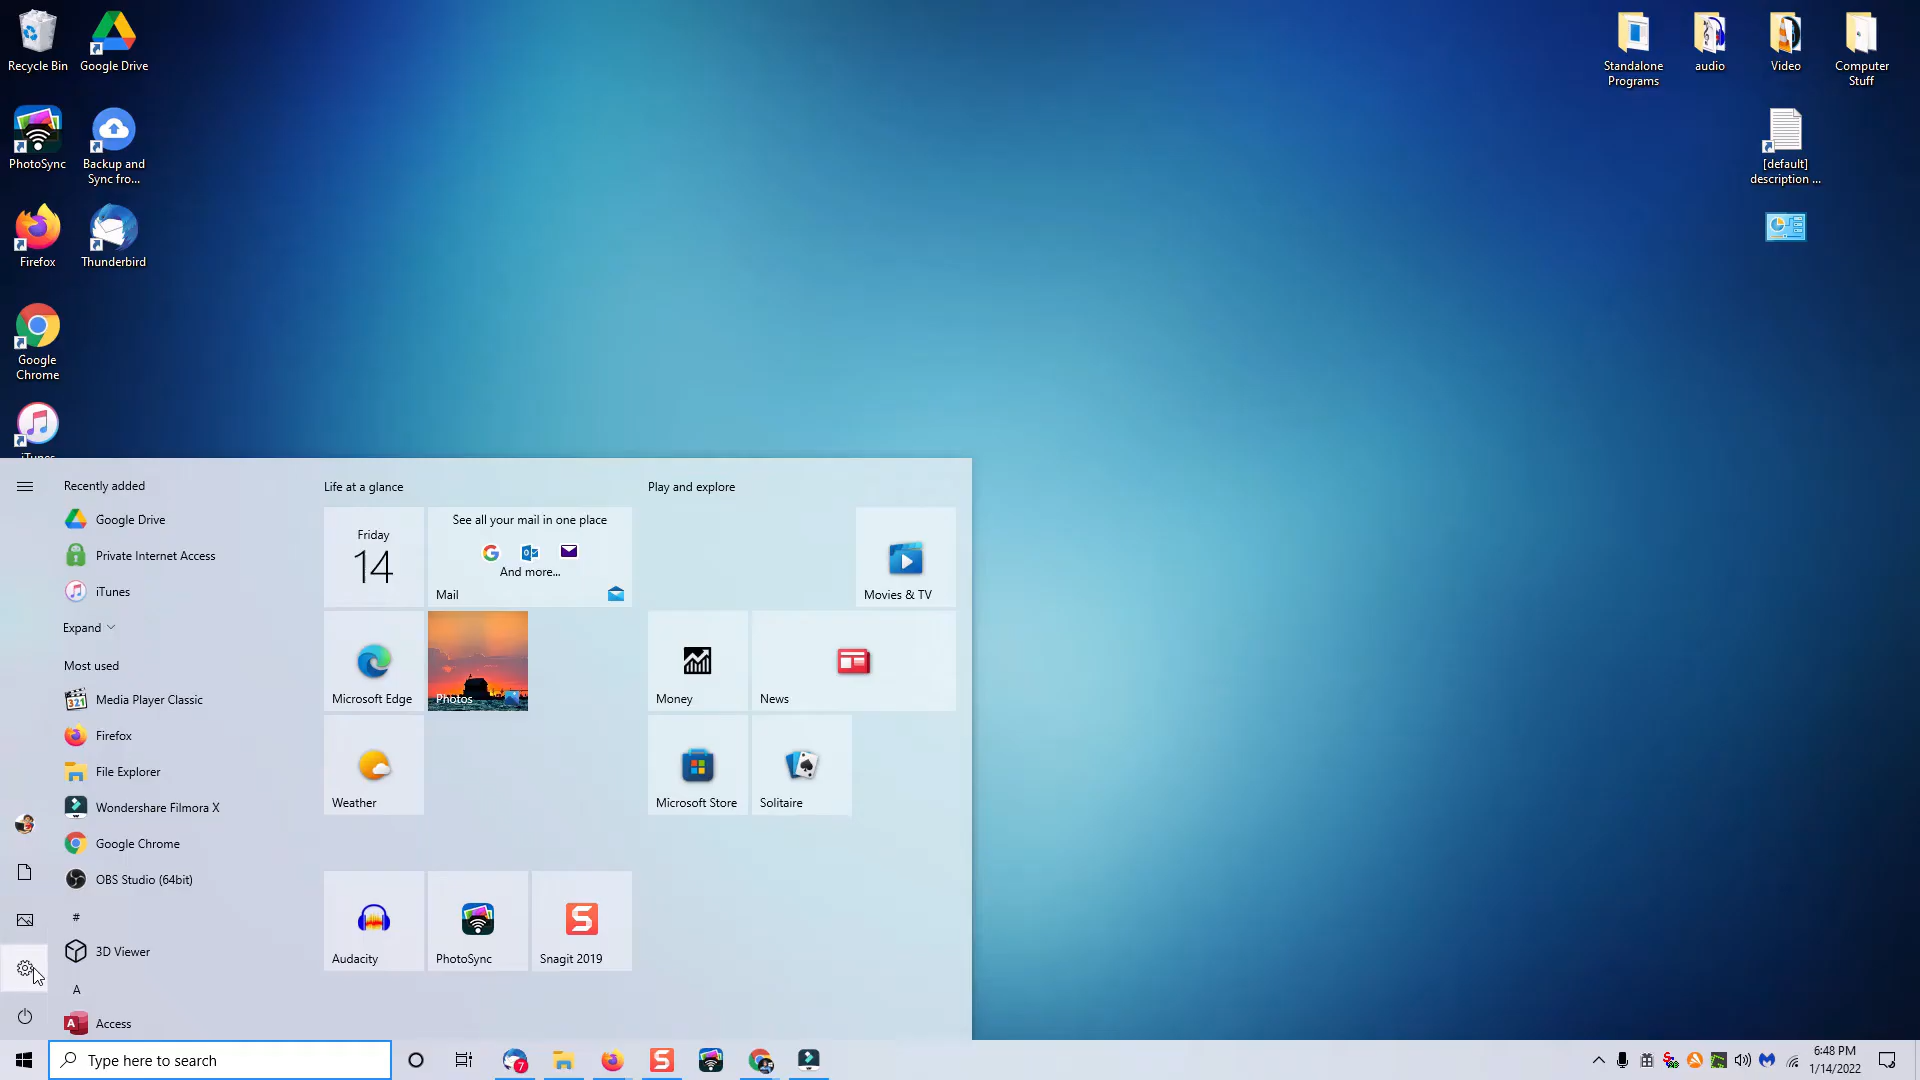 Recycle Bin
Google Drive
PhotoSync
Backup and
Sync fro...
Firefox
Thunderbird
Google
Chrome
iTunes
Standalone
Programs
audio
Video
Computer
Stuff
[default]
description ...
Recently added
Google Drive
Private Internet Access
iTunes
Expand
Most used
Media Player Classic
321
Firefox
File Explorer
Wondershare Filmora X
Google Chrome
OBS Studio (64bit)
#
3D Viewer
A
A
Access
Life at a glance
Friday
14
See all your mail in one place
And more...
Mail
Microsoft Edge
Photos
Weather
Audacity
PhotoSync
S
Snagit 2019
Play and explore
Movies & TV
Money
News
Microsoft Store
Solitaire
Type here to search
7
S
6:48 PM
1/14/2022